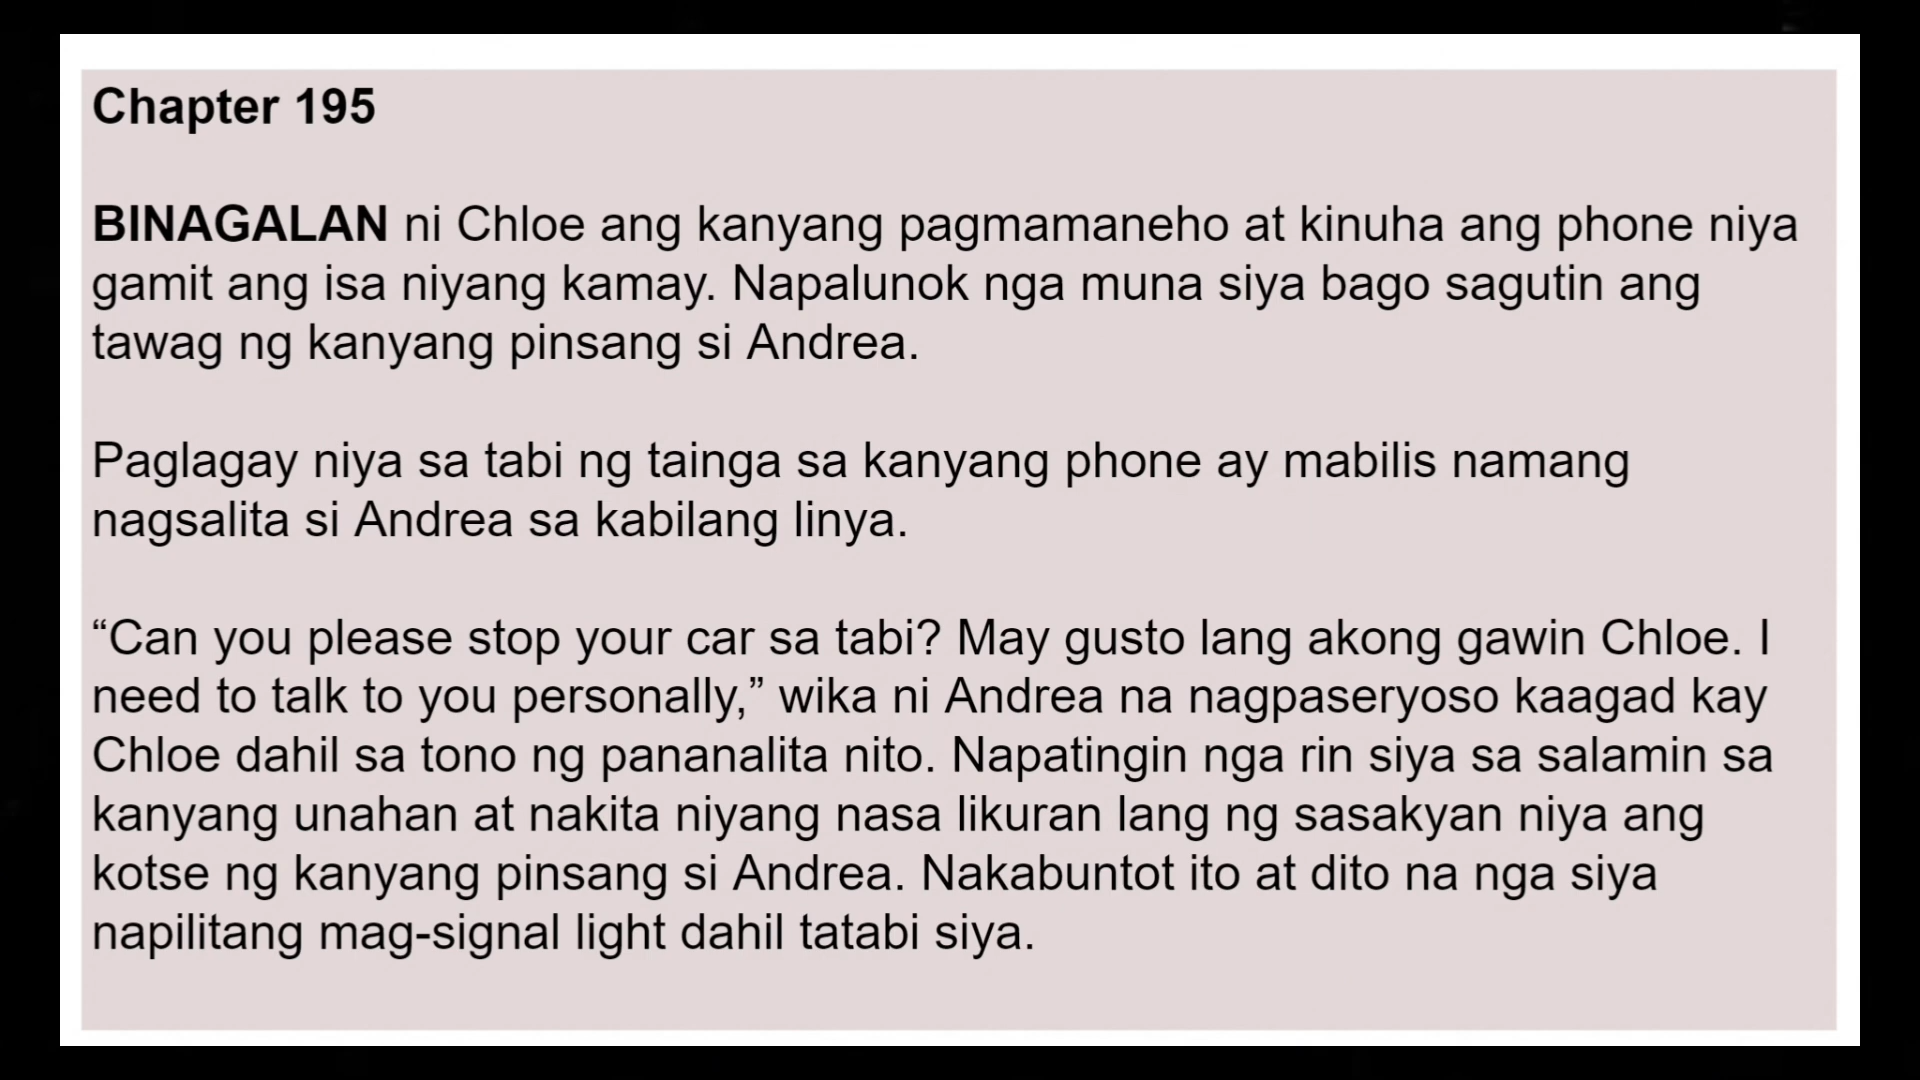 Chapter 195
BINAGALAN ni Chloe ang kanyang pagmamaneho at kinuha ang phone niya
gamit ang isa niyang kamay. Napalunok nga muna siya bago sagutin ang
tawag ng kanyang pinsang si Andrea.
Paglagay niya sa tabi ng tainga sa kanyang phone ay mabilis namang
nagsalita si Andrea sa kabilang linya.
“Can you please stop your car sa tabi? May gusto lang akong gawin Chloe. I
need to talk to you personally,” wika ni Andrea na nagpaseryoso kaagad kay
Chloe dahil sa tono ng pananalita nito. Napatingin nga rin siya sa salamin sa
kanyang unahan at nakita niyang nasa likuran lang ng sasakyan niya ang
kotse ng kanyang pinsang si Andrea. Nakabuntot ito at dito na nga siya
napilitang mag-signal light dahil tatabi siya.